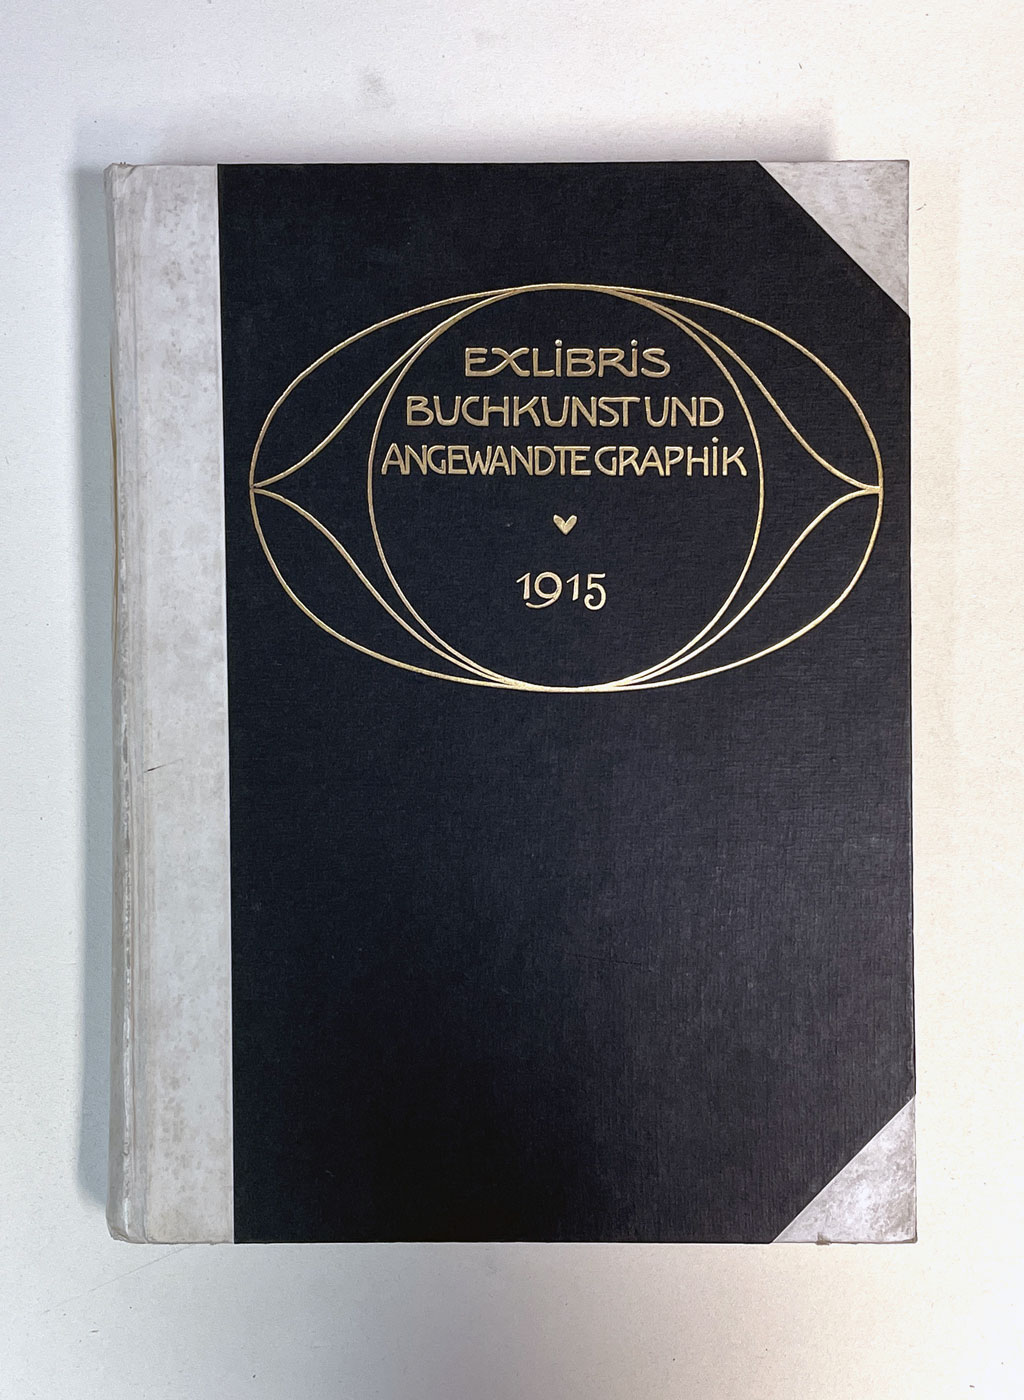 EXLiBRiS
BUCHKUNST UND
ANGEWANDTE GRAPHiK
1915